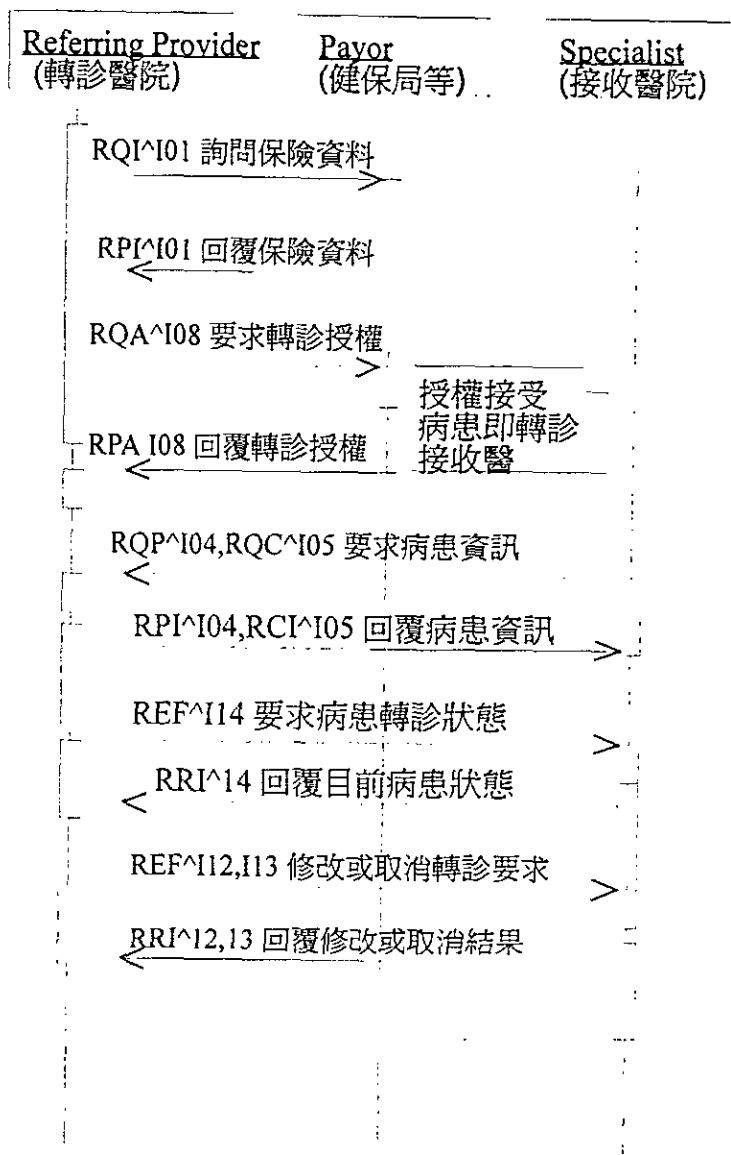 Referring Provider Payor Specialist
(轉診醫院) (健保局等) (接收醫院)
RQI^I01 詢問保險資料
RPI^I01 回覆保險資料
RQA^I08 要求轉診授權
授權接受
病患即轉診
接收醫
RPA I08 回覆轉診授權
RQP^I04,RQC^I05 要求病患資訊
RPI^I04,RCI^I05 回覆病患資訊
REF^I14 要求病患轉診狀態
RRI^14 回覆目前病患狀態
REF^I12,I13 修改或取消轉診要求
RRI^12,13 回覆修改或取消結果